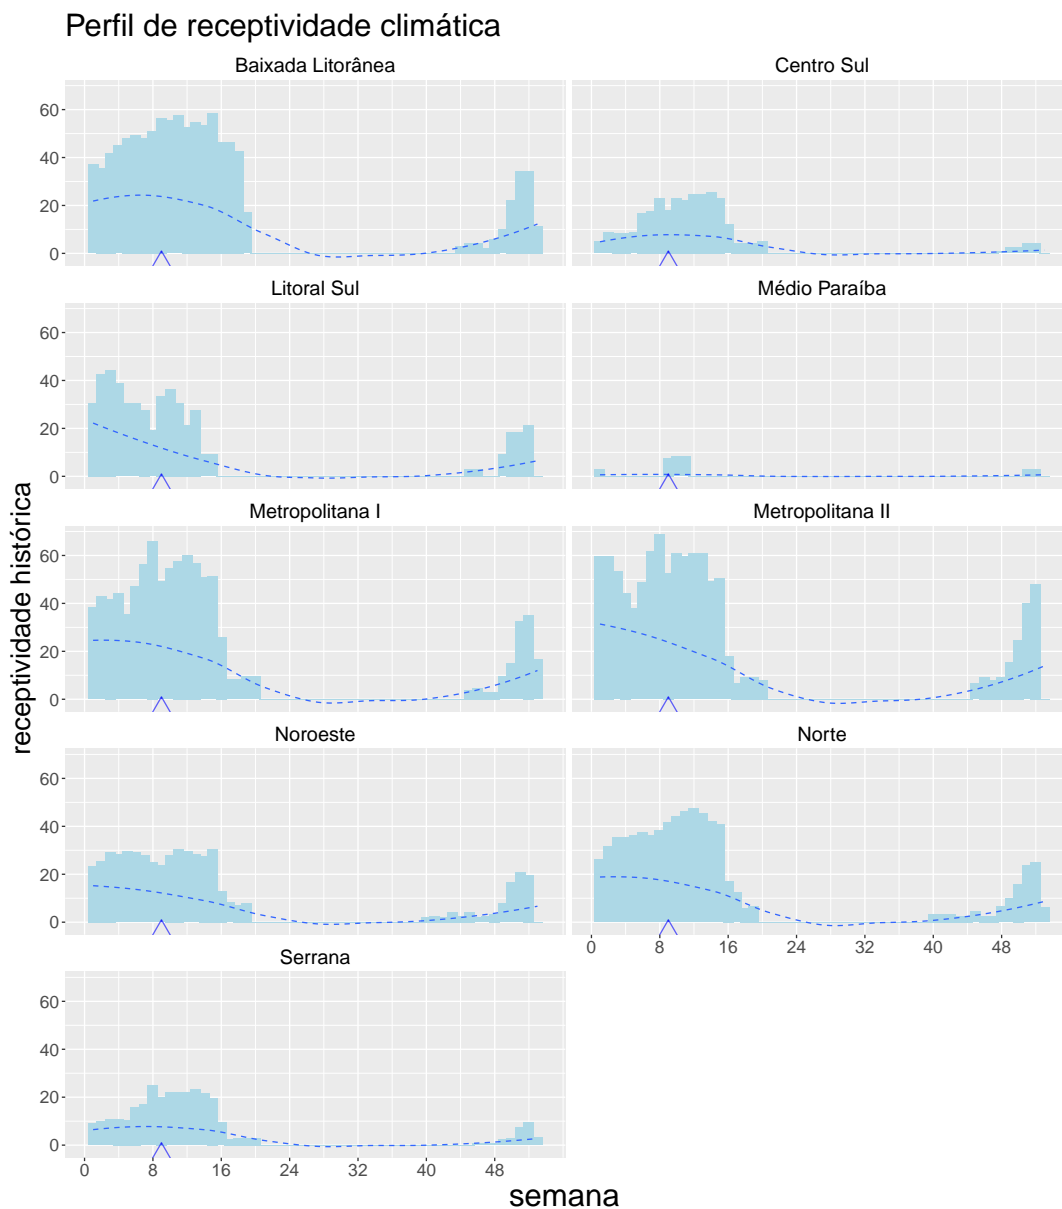 Perfil de receptividade climática
Baixada Litorânea
Centro Sul
60
40
20
0
Litoral Sul
Médio Paraíba
60
40
20
0
Metropolitana I
Metropolitana II
60
40
20
0
receptividade histórica
Noroeste
Norte
60
40
20
0
0 8 16 24 32 40 48
Serrana
60
40
20
0
0 8 16 24 32 40 48
semana